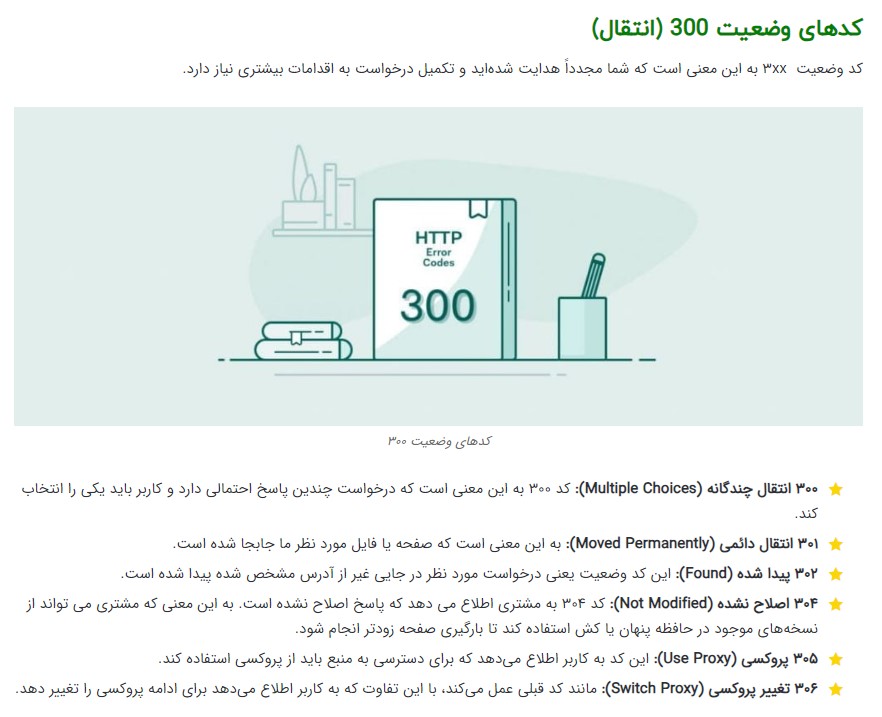 کدهای وضعیت 300 (انتقال)
کد وضعیت ۳xx به این معنی است که شما مجدداً هدایت شده‌اید و تکمیل درخواست به اقدامات بیشتری نیاز دارد.
HTTP
Error
Codes
300
کدهای وضعیت ۳۰۰
۳۰۰ انتقال چندگانه (Multiple Choices): کد ۳۰۰ به این معنی است که درخواست چندین پاسخ احتمالی دارد و کاربر باید یکی را انتخاب
کند.
۳۰۱ انتقال دائمی (Moved Permanently): به این معنی است که صفحه یا فایل مورد نظر ما جابجا شده است.
۳۰۲ پیدا شده (Found): این کد وضعیت یعنی درخواست مورد نظر در جایی غیر از آدرس مشخص شده پیدا شده است.
۳۰۴ اصلاح نشده (Not Modified): کد ۳۰۴ به مشتری اطلاع می دهد که پاسخ اصلاح نشده است. به این معنی که مشتری می تواند از
نسخه‌های موجود در حافظه پنهان یا کش استفاده کند تا بارگیری صفحه زودتر انجام شود.
۳۰۵ پروکسی (Use Proxy): این کد به کاربر اطلاع می‌دهد که برای دسترسی به منبع باید از پروکسی استفاده کند.
۳۰۶ تغییر پروکسی (Switch Proxy): مانند کد قبلی عمل می‌کند، با این تفاوت که به کاربر اطلاع می‌دهد برای ادامه پروکسی را تغییر دهد.